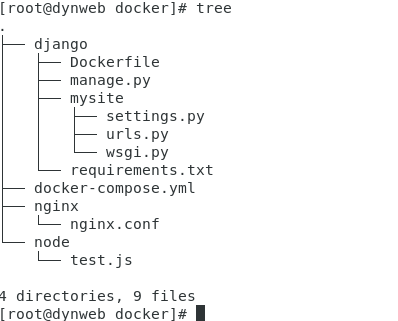 [root@dynweb docker]# tree
.
├── django
│   ├── Dockerfile
│   ├── manage.py
│   ├── mysite
│   │   ├── settings.py
│   │   ├── urls.py
│   │   └── wsgi.py
│   └── requirements.txt
├── docker-compose.yml
├── nginx
│   └── nginx.conf
└── node
    └── test.js
4 directories, 9 files
[root@dynweb docker]#